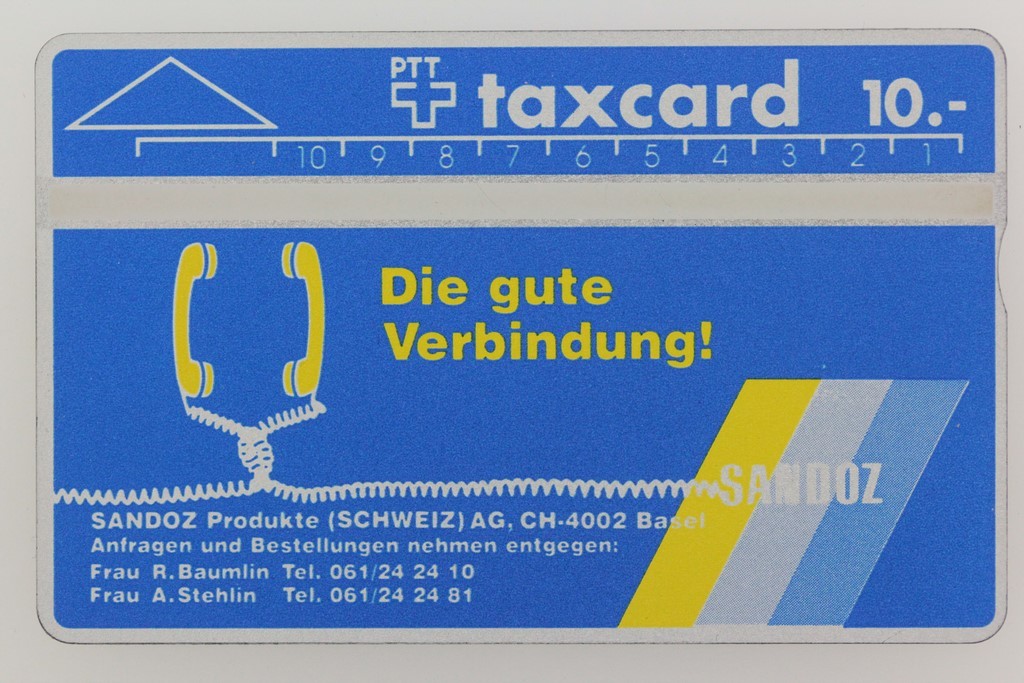 PTT
taxcard 10.-
10 9 8 7 6 5 4 3 2 1
Die gute
Verbindung!
SANDOZ
SANDOZ Produkte (SCHWEIZ) AG, CH-4002 Basel
Anfragen und Bestellungen nehmen entgegen:
Frau R.Baumlin Tel. 061/24 24 10
Frau A.Stehlin Tel. 061/24 24 81